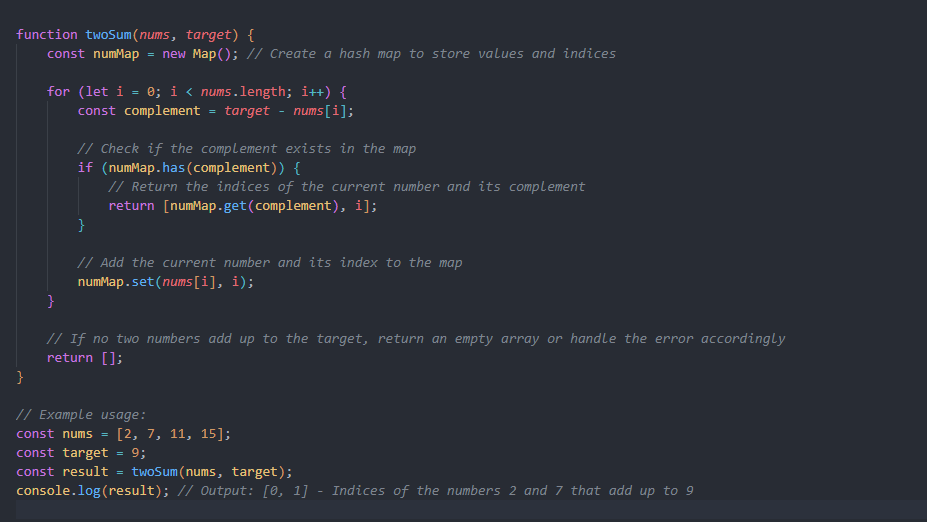 function twoSum(nums, target) {
    const numMap = new Map(); // Create a hash map to store values and indices

    for (let i = 0; i < nums.length; i++) {
        const complement = target - nums[i];

        // Check if the complement exists in the map
        if (numMap.has(complement)) {
            // Return the indices of the current number and its complement
            return [numMap.get(complement), i];
        }

        // Add the current number and its index to the map
        numMap.set(nums[i], i);
    }

    // If no two numbers add up to the target, return an empty array or handle the error accordingly
    return [];
}

// Example usage:
const nums = [2, 7, 11, 15];
const target = 9;
const result = twoSum(nums, target);
console.log(result); // Output: [0, 1] - Indices of the numbers 2 and 7 that add up to 9